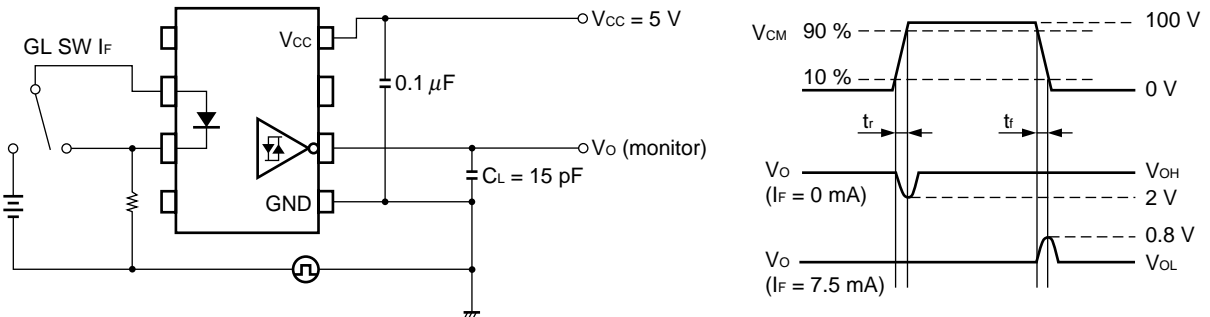 GL SW IF
VCC
VCC = 5 V
0.1 μF
VO (monitor)
CL = 15 pF
GND
VCM 90 %
10 %
100 V
0 V
tr
tf
VO
(IF = 0 mA)
VOH
2 V
0.8 V
VO
(IF = 7.5 mA)
VOL